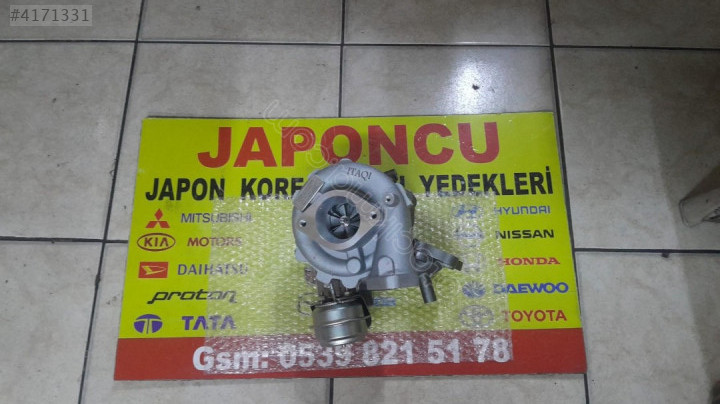 #4171331
JAPONCU
JAPON KORE YEDEKLERİ
ITAQI
MITSUBISHI
HYUNDAI
KIA MOTORS
NISSAN
DAIHATSU
HONDA
proton
DAEWOO
TATA
TOYOTA
Gsm: 0539 821 51 78